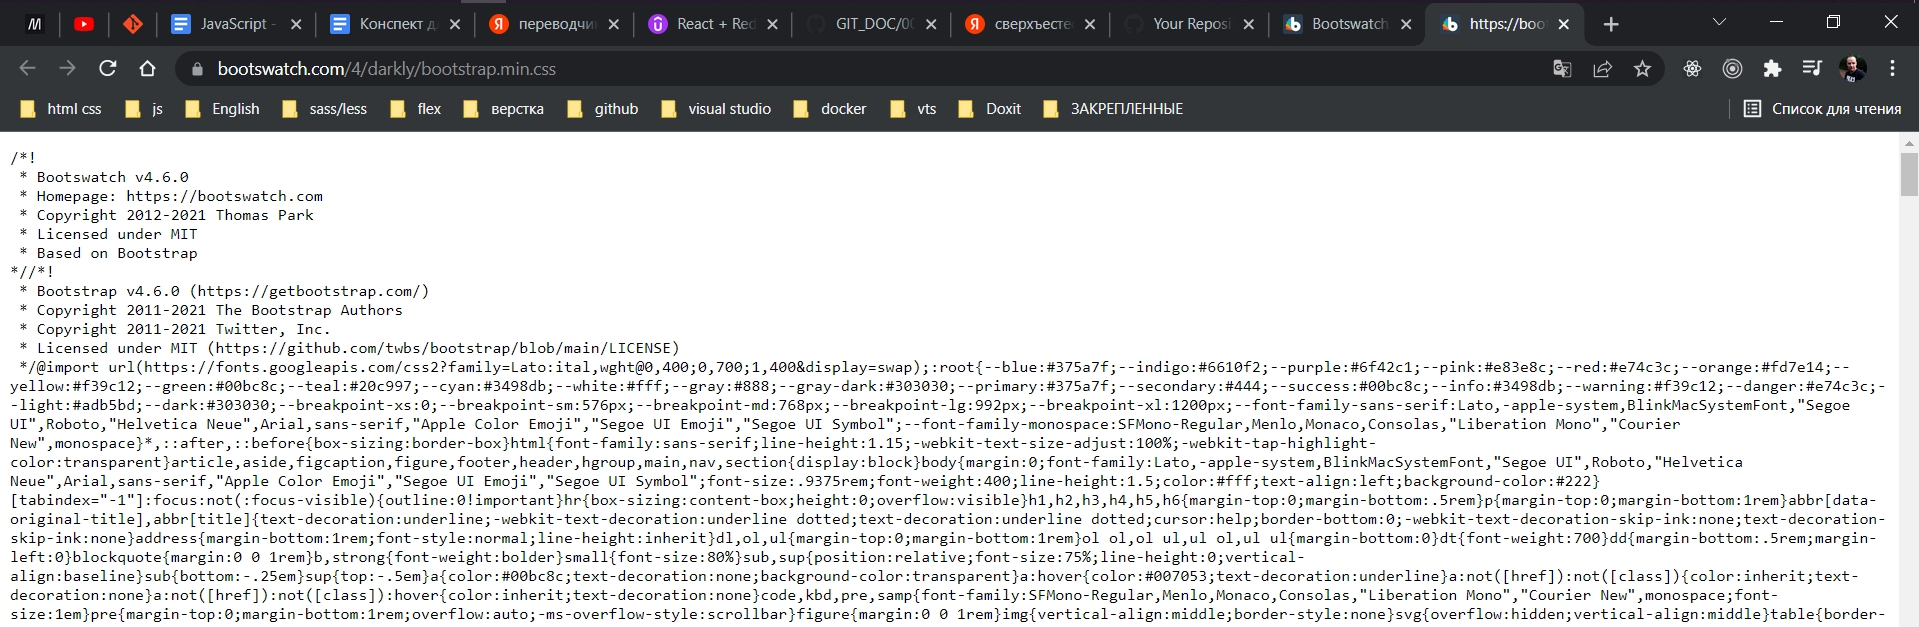 JavaScript -
Конспект д
переводчи
React + Red
GIT_DOC/00
сверхъесте
Your Reposi
Bootswatch
https://boo
bootswatch.com/4/darkly/bootstrap.min.css
html css
js
English
sass/less
flex
верстка
github
visual studio
docker
vts
Doxit
ЗАКРЕПЛЕННЫЕ
Список для чтения
/*!
* Bootswatch v4.6.0
* Homepage: https://bootswatch.com
* Copyright 2012-2021 Thomas Park
* Licensed under MIT
* Based on Bootstrap
*//*!
* Bootstrap v4.6.0 (https://getbootstrap.com/)
* Copyright 2011-2021 The Bootstrap Authors
* Copyright 2011-2021 Twitter, Inc.
* Licensed under MIT (https://github.com/twbs/bootstrap/blob/main/LICENSE)
*/@import url(https://fonts.googleapis.com/css2?family=Lato:ital,wght@0,400;0,700;1,400&display=swap);:root{--blue:#375a7f;--indigo:#6610f2;--purple:#6f42c1;--pink:#e83e8c;--red:#e74c3c;--orange:#fd7e14;--
yellow:#f39c12;--green:#00bc8c;--teal:#20c997;--cyan:#3498db;--white:#fff;--gray:#888;--gray-dark:#303030;--primary:#375a7f;--secondary:#444;--success:#00bc8c;--info:#3498db;--warning:#f39c12;--danger:#e74c3c;-
-light:#adb5bd;--dark:#303030;--breakpoint-xs:0;--breakpoint-sm:576px;--breakpoint-md:768px;--breakpoint-lg:992px;--breakpoint-xl:1200px;--font-family-sans-serif:Lato,-apple-system,BlinkMacSystemFont,"Segoe
UI",Roboto,"Helvetica Neue",Arial,sans-serif,"Apple Color Emoji","Segoe UI Emoji","Segoe UI Symbol";--font-family-monospace:SFMono-Regular,Menlo,Monaco,Consolas,"Liberation Mono","Courier
New",monospace}*,::after,::before{box-sizing:border-box}html{font-family:sans-serif;line-height:1.15;-webkit-text-size-adjust:100%;-webkit-tap-highlight-
color:transparent}article,aside,figcaption,figure,footer,header,hgroup,main,nav,section{display:block}body{margin:0;font-family:Lato,-apple-system,BlinkMacSystemFont,"Segoe UI",Roboto,"Helvetica
Neue",Arial,sans-serif,"Apple Color Emoji","Segoe UI Emoji","Segoe UI Symbol";font-size:.9375rem;font-weight:400;line-height:1.5;color:#fff;text-align:left;background-color:#222}
[tabindex="-1"]:focus:not(:focus-visible){outline:0!important}hr{box-sizing:content-box;height:0;overflow:visible}h1,h2,h3,h4,h5,h6{margin-top:0;margin-bottom:.5rem}p{margin-top:0;margin-bottom:1rem}abbr[data-
original-title],abbr[title]{text-decoration:underline;-webkit-text-decoration:underline dotted;text-decoration:underline dotted;cursor:help;border-bottom:0;-webkit-text-decoration-skip-ink:none;text-decoration-
skip-ink:none}address{margin-bottom:1rem;font-style:normal;line-height:inherit}dl,ol,ul{margin-top:0;margin-bottom:1rem}ol ol,ol ul,ul ol,ul ul{margin-bottom:0}dt{font-weight:700}dd{margin-bottom:.5rem;margin-
left:0}blockquote{margin:0 0 1rem}b,strong{font-weight:bolder}small{font-size:80%}sub,sup{position:relative;font-size:75%;line-height:0;vertical-
align:baseline}sub{bottom:-.25em}sup{top:-.5em}a{color:#00bc8c;text-decoration:none;background-color:transparent}a:hover{color:#007053;text-decoration:underline}a:not([href]):not([class]){color:inherit;text-
decoration:none}a:not([href]):not([class]):hover{color:inherit;text-decoration:none}code,kbd,pre,samp{font-family:SFMono-Regular,Menlo,Monaco,Consolas,"Liberation Mono","Courier New",monospace;font-
size:1em}pre{margin-top:0;margin-bottom:1rem;overflow:auto;-ms-overflow-style:scrollbar}figure{margin:0 0 1rem}img{vertical-align:middle;border-style:none}svg{overflow:hidden;vertical-align:middle}table{border-